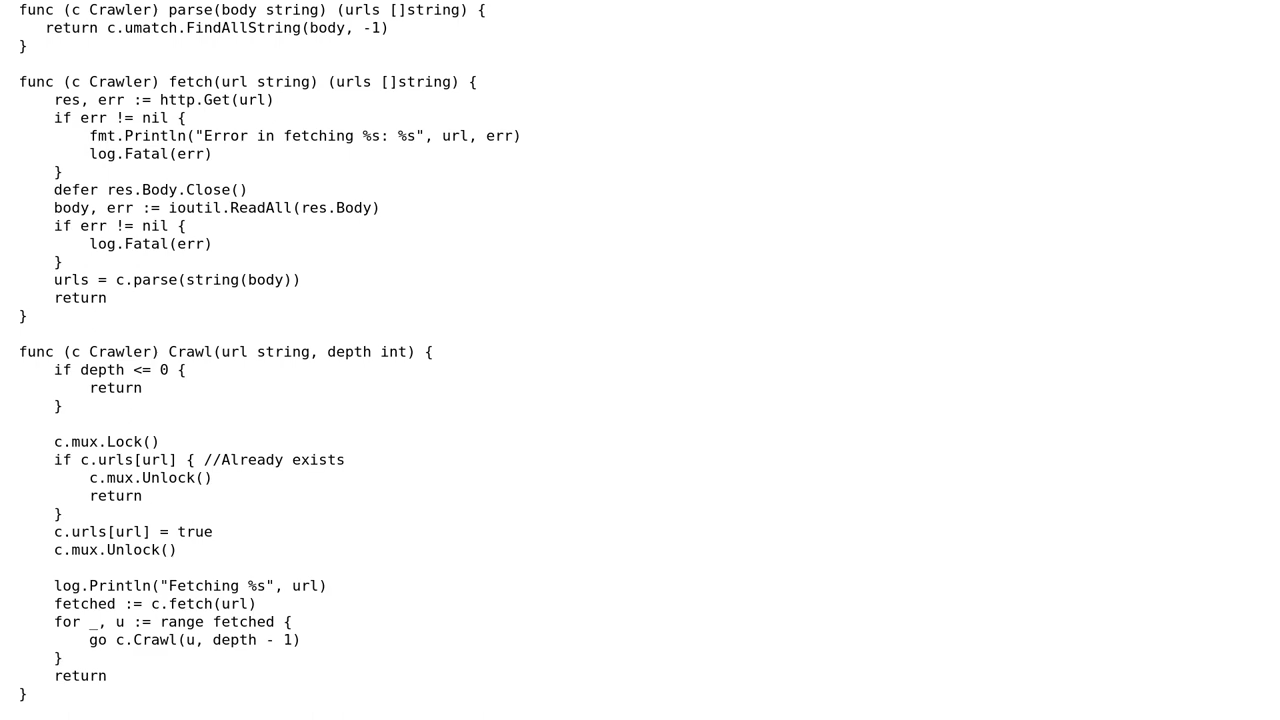 func (c Crawler) parse(body string) (urls []string) {
   return c.umatch.FindAllString(body, -1)
}

func (c Crawler) fetch(url string) (urls []string) {
    res, err := http.Get(url)
    if err != nil {
        fmt.Println("Error in fetching %s: %s", url, err)
        log.Fatal(err)
    }
    defer res.Body.Close()
    body, err := ioutil.ReadAll(res.Body)
    if err != nil {
        log.Fatal(err)
    }
    urls = c.parse(string(body))
    return
}

func (c Crawler) Crawl(url string, depth int) {
    if depth <= 0 {
        return
    }

    c.mux.Lock()
    if c.urls[url] { //Already exists
        c.mux.Unlock()
        return
    }
    c.urls[url] = true
    c.mux.Unlock()

    log.Println("Fetching %s", url)
    fetched := c.fetch(url)
    for _, u := range fetched {
        go c.Crawl(u, depth - 1)
    }
    return
}